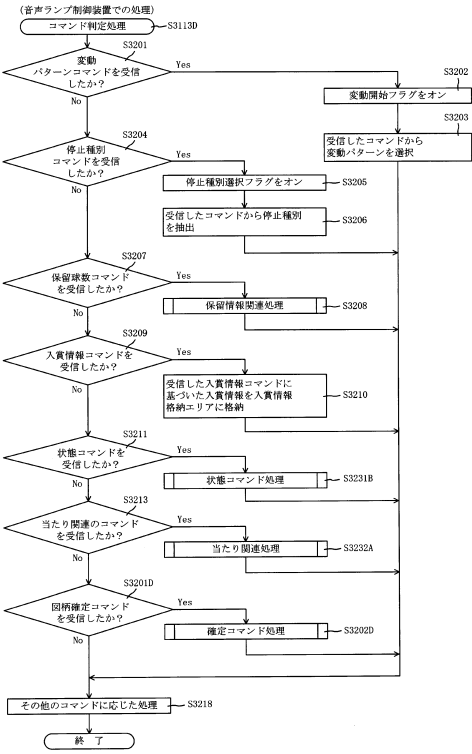 (音声ランプ制御装置での処理)
コマンド判定処理
S3113D
S3201
変動
パターンコマンドを受信
したか?
Yes
No
S3202
変動開始フラグをオン
S3203
受信したコマンドから
変動パターンを選択
S3204
停止種別
コマンドを受信
したか?
Yes
No
停止種別選択フラグをオン
S3205
受信したコマンドから停止種別
を抽出
S3206
S3207
保留球数コマンド
を受信したか?
Yes
No
保留情報関連処理
S3208
S3209
入賞情報コマンドを
受信したか?
Yes
No
受信した入賞情報コマンドに
基づいた入賞情報を入賞情報
格納エリアに格納
S3210
S3211
状態コマンドを
受信したか?
Yes
No
状態コマンド処理
S3231B
S3213
当たり関連のコマンド
を受信したか?
Yes
No
当たり関連処理
S3232A
S3201D
図柄確定コマンド
を受信したか?
Yes
No
確定コマンド処理
S3202D
その他のコマンドに応じた処理
S3218
終了